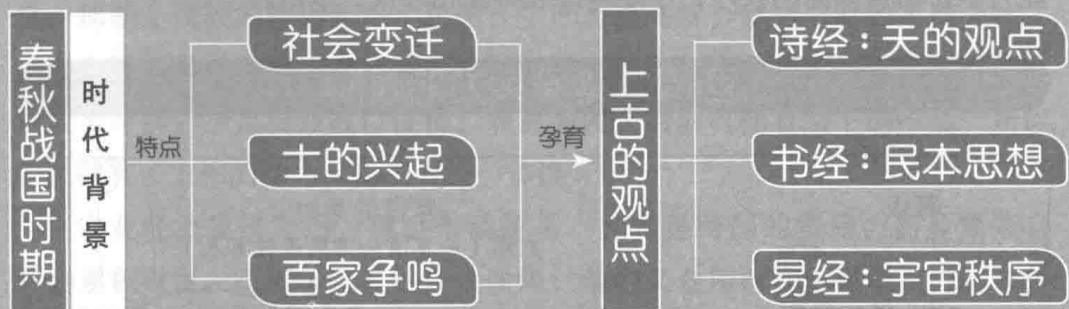 春秋战国时期
时代背景
特点
社会变迁
士的兴起
百家争鸣
孕育
上古的观点
诗经：天的观点
书经：民本思想
易经：宇宙秩序